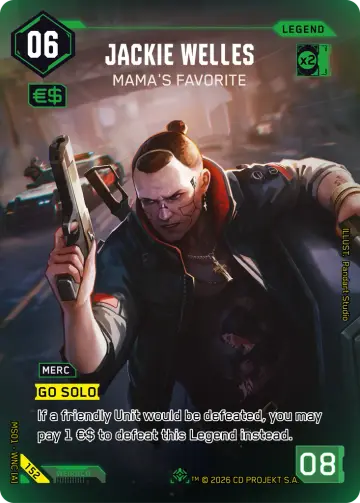 06
JACKIE WELLES
MAMA'S FAVORITE
LEGEND
x2
€$
ILLUST. Pandart Studio
MERC
GO SOLO
If a friendly Unit would be defeated, you may
pay 1 €$ to defeat this Legend instead.
MS01
152
08
™ © 2026 CD PROJEKT S.A.